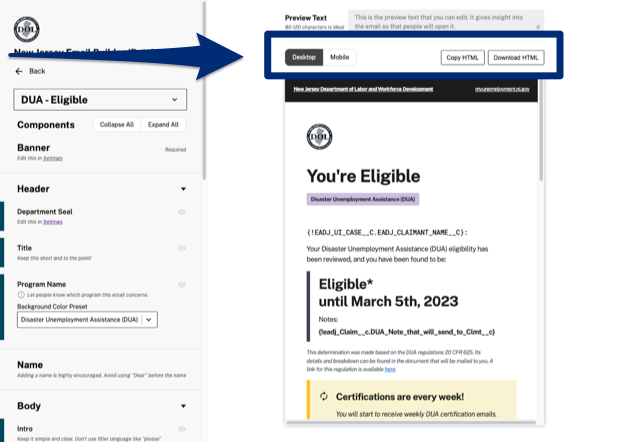 DOL
New Jersey Email Builder
Back
DUA - Eligible
Components
Collapse All
Expand All
Banner
Required
Edit this in Settings
Header
Department Seal
Edit this in Settings
Title
Keep this short and to the point!
Program Name
Let people know which program this email concerns
Background Color Preset
Disaster Unemployment Assistance (DUA)
Name
Adding a name is highly encouraged. Avoid using "Dear" before the name
Body
Intro
Keep it simple and clear. Don't use filler language like "please"
Preview Text
80-120 characters is ideal
This is the preview text that you can edit. It gives insight into
the email so that people will open it.
Desktop
Mobile
Copy HTML
Download HTML
New Jersey Department of Labor and Workforce Development
myunemployment.nj.gov
DOL
You're Eligible
Disaster Unemployment Assistance (DUA)
{!EADJ_UI_CASE__C.EADJ_CLAIMANT_NAME__C}:
Your Disaster Unemployment Assistance (DUA) eligibility has
been reviewed, and you have been found to be:
Eligible*
until March 5th, 2023
Notes:
{!eadj_Claim__c.DUA_Note_that_will_send_to_Clmt__c}
This determination was made based on the DUA regulations 20 CFR 625. Its
details and breakdown can be found in the document that will be mailed to you. A
link for this regulation is available here.
Certifications are every week!
You will start to receive weekly DUA certification emails.